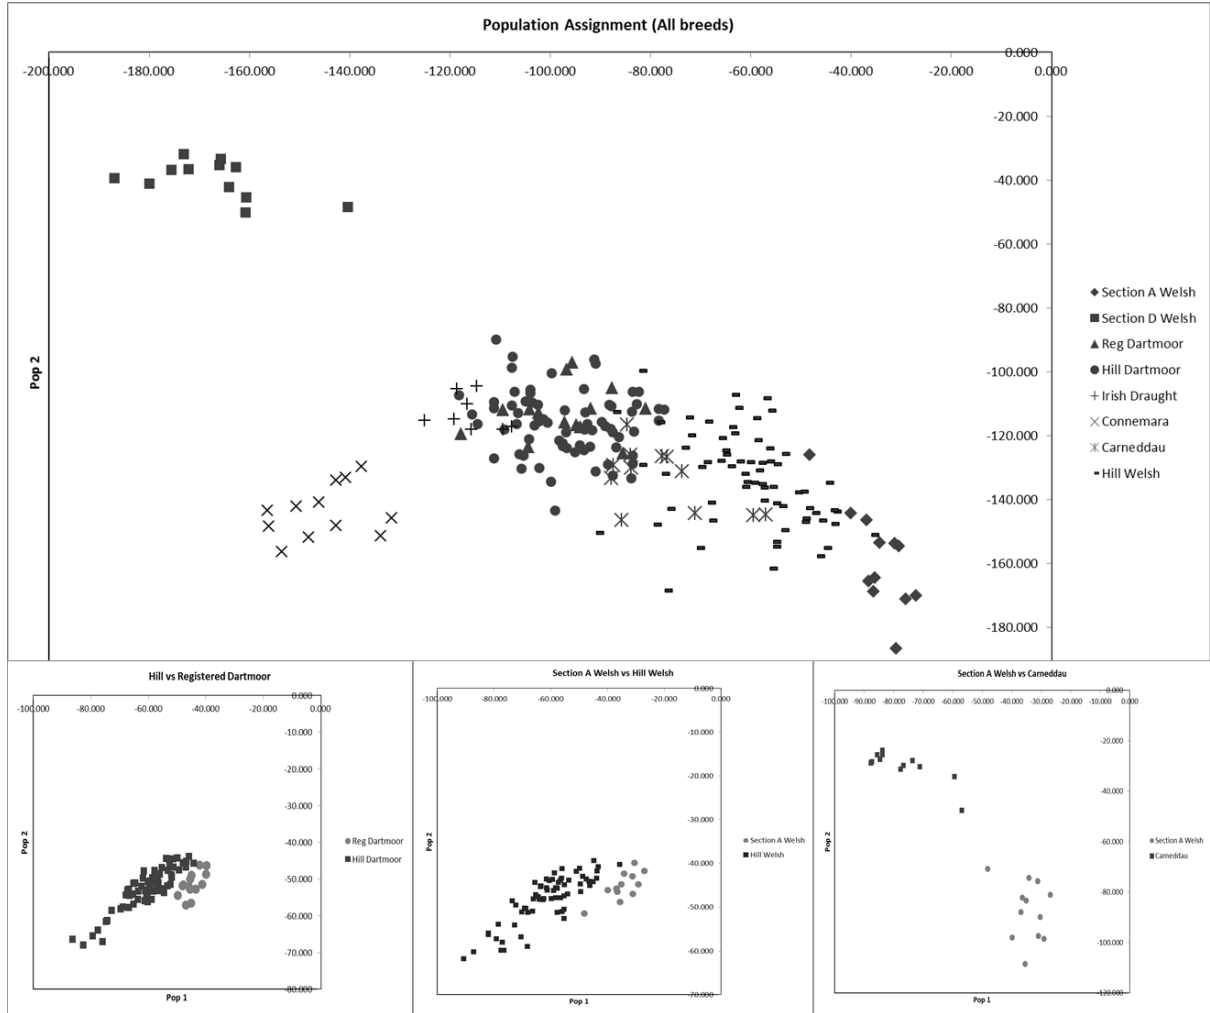 Population Assignment (All breeds)
0.000
-200.000 -180.000 -160.000 -140.000 -120.000 -100.000 -80.000 -60.000 -40.000 -20.000 0.000
-20.000
-40.000
-60.000
-80.000
-100.000
-120.000
-140.000
-160.000
-180.000
Pop 2
Section A Welsh
Section D Welsh
Reg Dartmoor
Hill Dartmoor
Irish Draught
Connemara
Carneddau
Hill Welsh
Hill vs Registered Dartmoor
0.000
-100.000 -80.000 -60.000 -40.000 -20.000 0.000
-10.000
-20.000
-30.000
-40.000
-50.000
-60.000
-70.000
-80.000
Pop 2
Reg Dartmoor
Hill Dartmoor
Pop 1
Section A Welsh vs Hill Welsh
0.000
-100.000 -80.000 -60.000 -40.000 -20.000 0.000
-10.000
-20.000
-30.000
-40.000
-50.000
-60.000
-70.000
Pop 2
Section A Welsh
Hill Welsh
Pop 1
Section A Welsh vs Carneddau
0.000
-100.000 -90.000 -80.000 -70.000 -60.000 -50.000 -40.000 -30.000 -20.000 -10.000 0.000
-20.000
-40.000
-60.000
-80.000
-100.000
-120.000
Pop 2
Section A Welsh
Carneddau
Pop 1